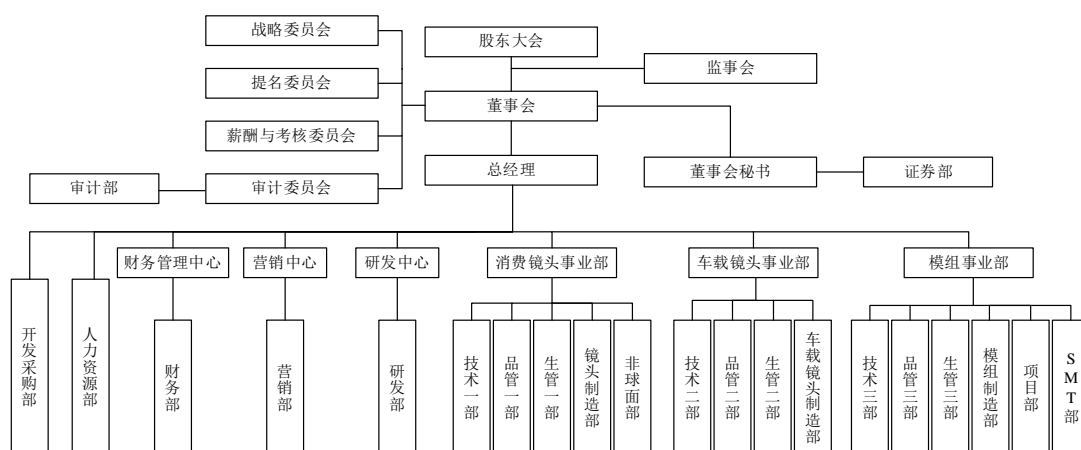 战略委员会
股东大会
提名委员会
监事会
董事会
薪酬与考核委员会
总经理
董事会秘书
证券部
审计部
审计委员会
财务管理中心
营销中心
研发中心
消费镜头事业部
车载镜头事业部
模组事业部
开发采购部
人力资源部
财务部
营销部
研发部
技术一部
品管一部
生管一部
镜头制造部
非球面部
技术二部
品管二部
生管二部
车载镜头制造部
技术三部
品管三部
生管三部
模组制造部
项目部
SMT部